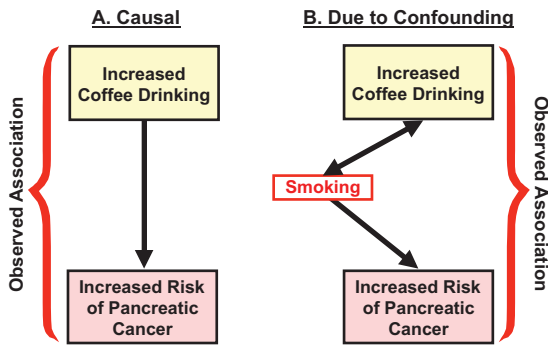 A. Causal
Observed Association
Increased
Coffee Drinking
Increased Risk
of Pancreatic
Cancer
B. Due to Confounding
Increased
Coffee Drinking
Smoking
Increased Risk
of Pancreatic
Cancer
Observed Association